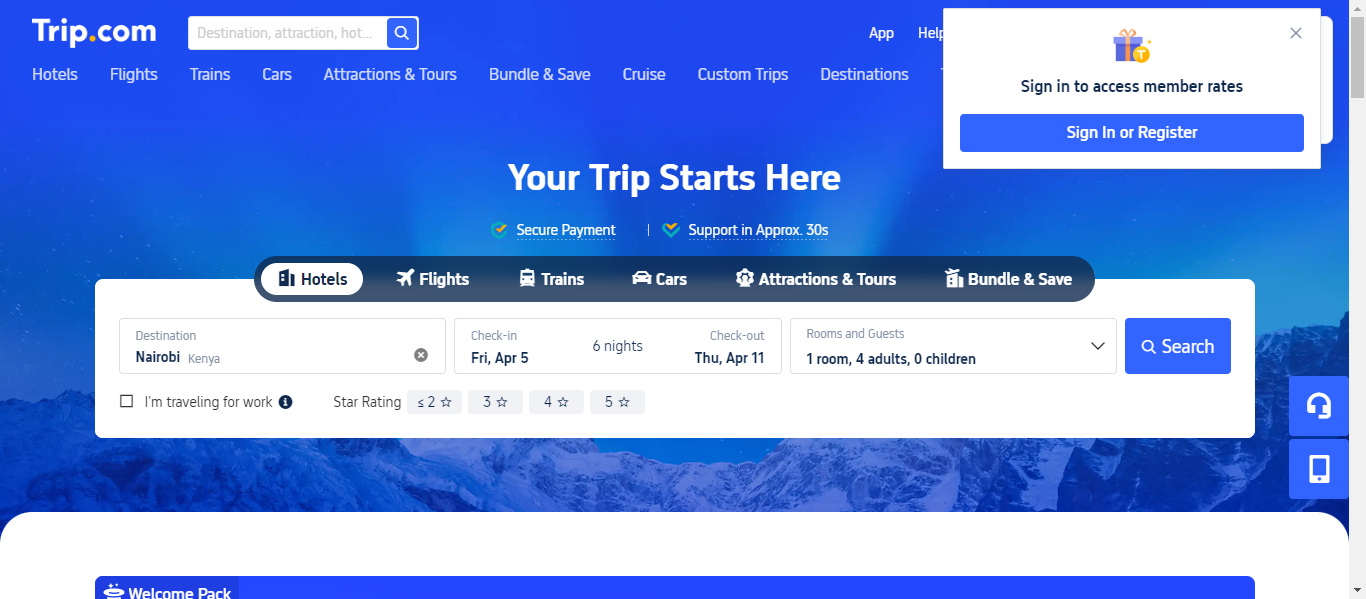 Trip.com
Destination, attraction, hot...
App
Help
Hotels
Flights
Trains
Cars
Attractions & Tours
Bundle & Save
Cruise
Custom Trips
Destinations
Sign in to access member rates
Sign In or Register
Your Trip Starts Here
Secure Payment
Support in Approx. 30s
Hotels
Flights
Trains
Cars
Attractions & Tours
Bundle & Save
Destination
Nairobi Kenya
Check-in
Fri, Apr 5
6 nights
Check-out
Thu, Apr 11
Rooms and Guests
1 room, 4 adults, 0 children
Search
I'm traveling for work
Star Rating
≤ 2
3
4
5
Welcome Pack